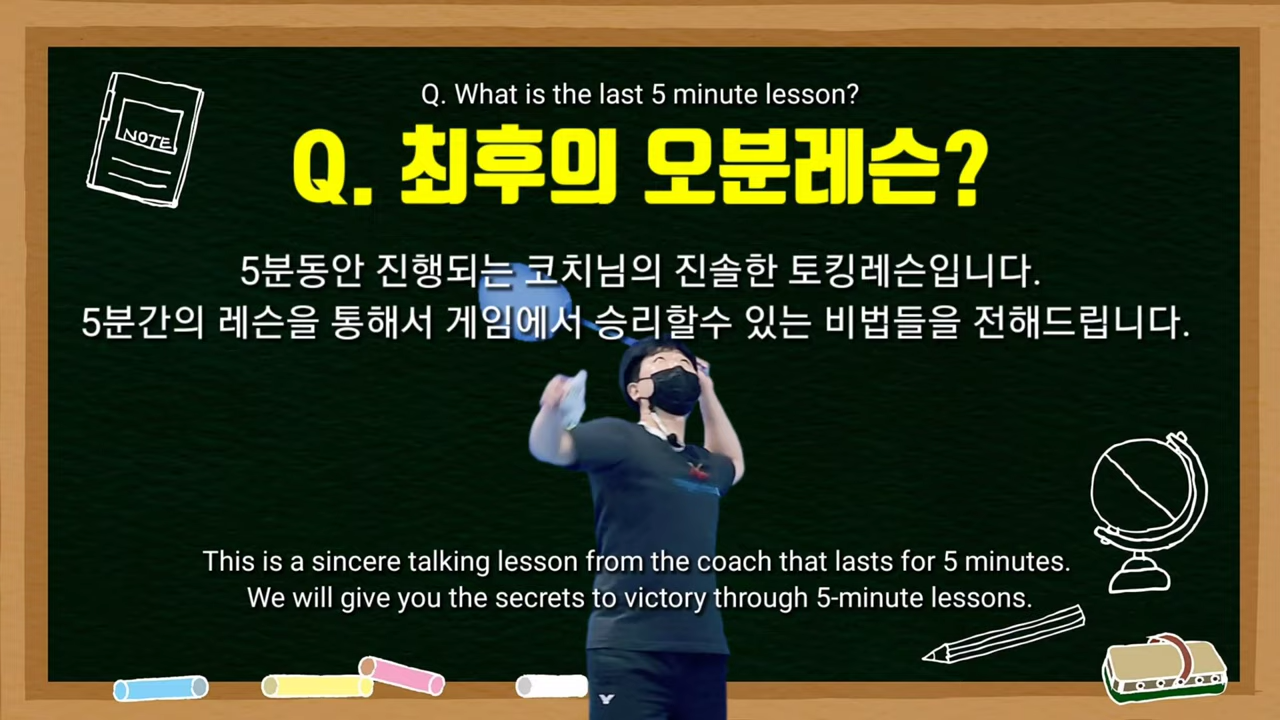 Q. What is the last 5 minute lesson?
Q. 최후의 오분레슨?
NOTE
5분동안 진행되는 코치님의 진솔한 토킹레슨입니다.
5분간의 레슨을 통해서 게임에서 승리할수 있는 비법들을 전해드립니다.
This is a sincere talking lesson from the coach that lasts for 5 minutes.
We will give you the secrets to victory through 5-minute lessons.